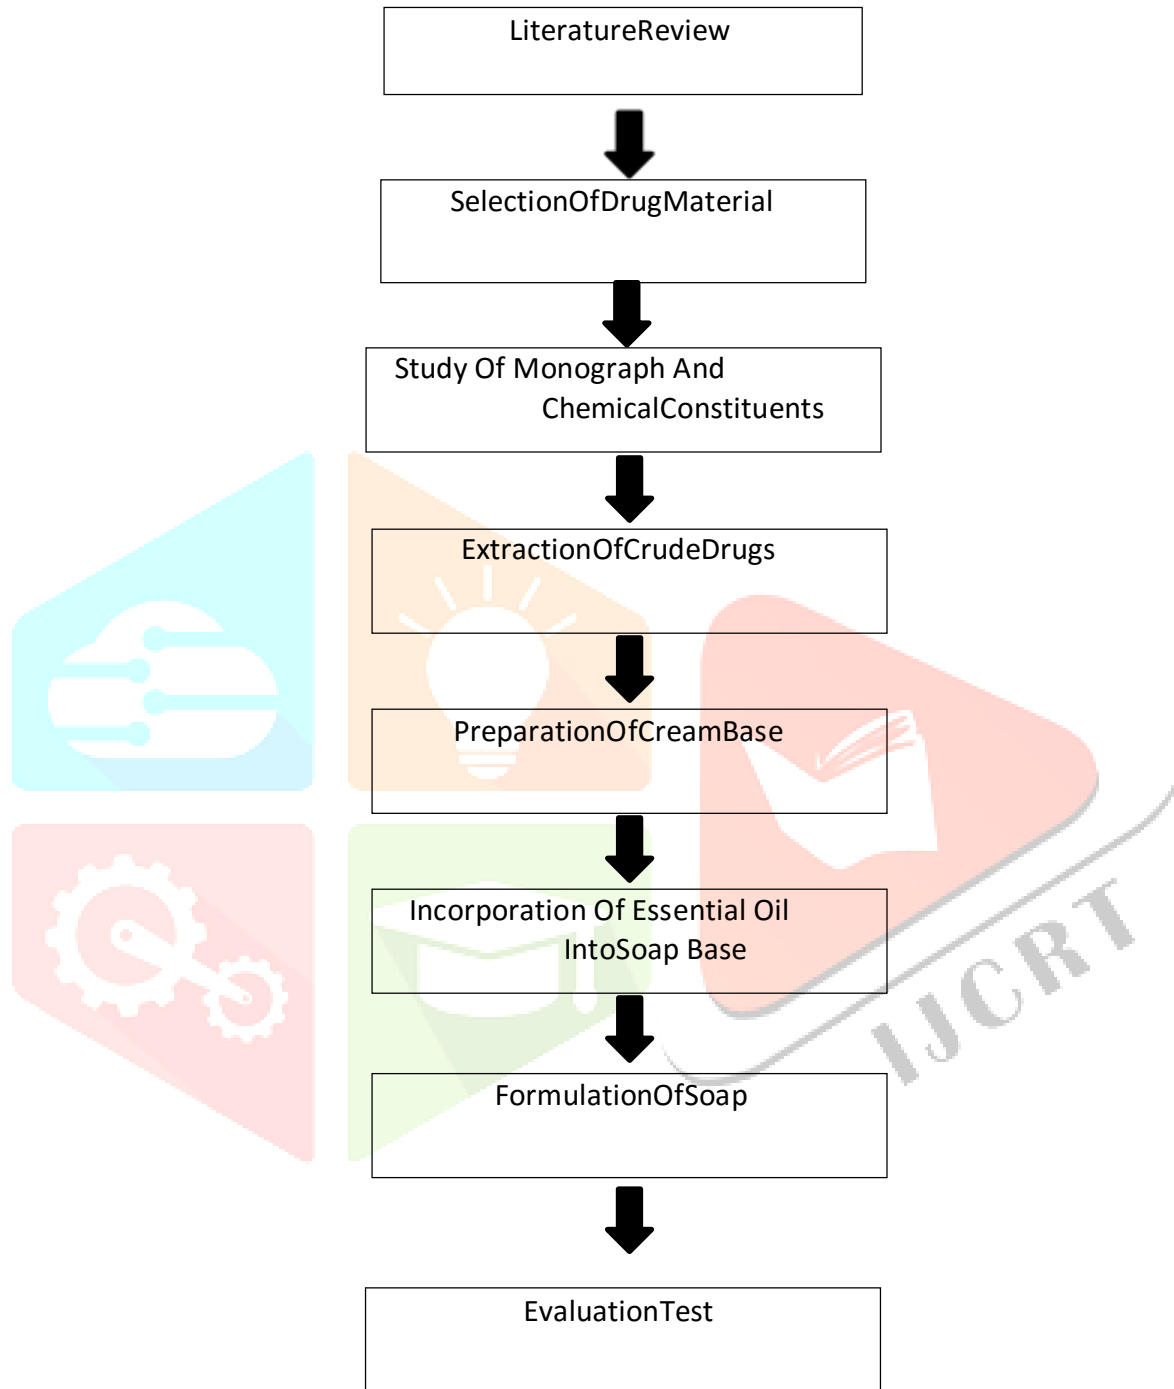 LiteratureReview
SelectionOfDrugMaterial
Study Of Monograph And
ChemicalConstituents
ExtractionOfCrudeDrugs
PreparationOfCreamBase
Incorporation Of Essential Oil
IntoSoap Base
IJCRT
FormulationOfSoap
EvaluationTest